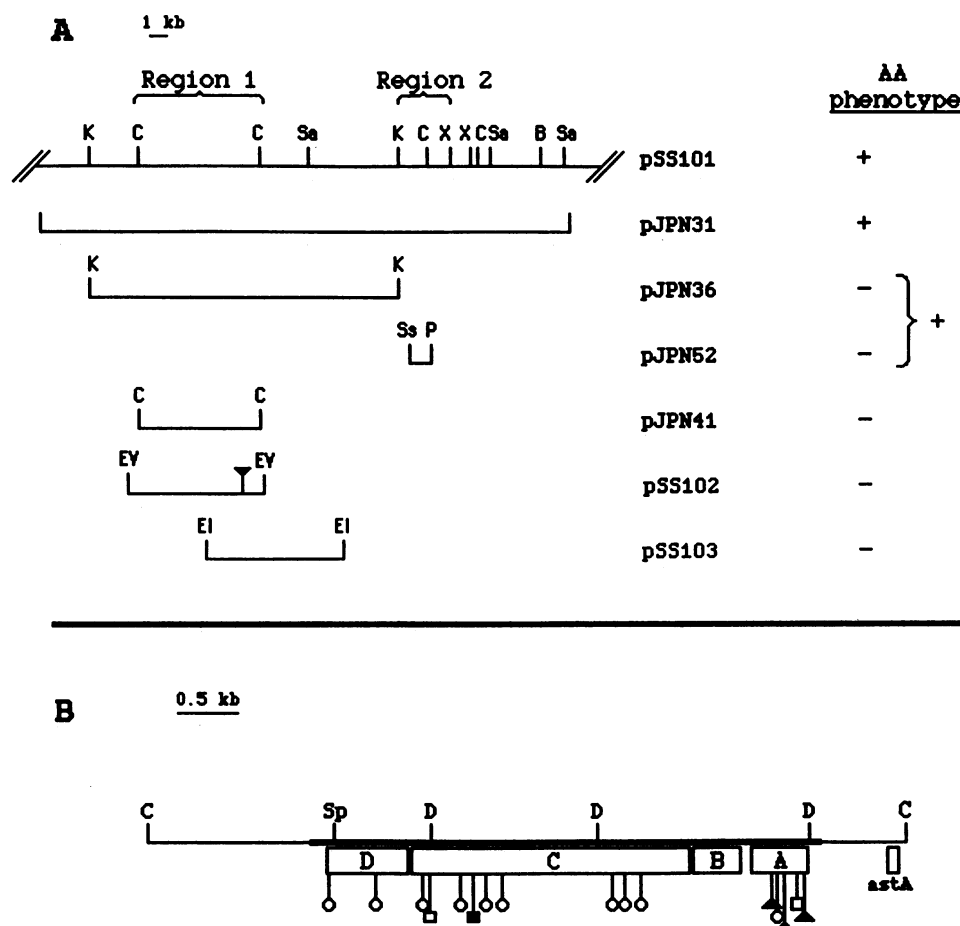 A
1 kb
Region 1
Region 2
AA
phenotype
K C C Sa K C X X C Sa B Sa
pSS101 +
pJPN31 +
K K
pJPN36 −
+
Ss P
pJPN52 −
C C
pJPN41 −
EV EV
pSS102 −
EI EI
pSS103 −
B
0.5 kb
C Sp D D D C
D C B A
astA